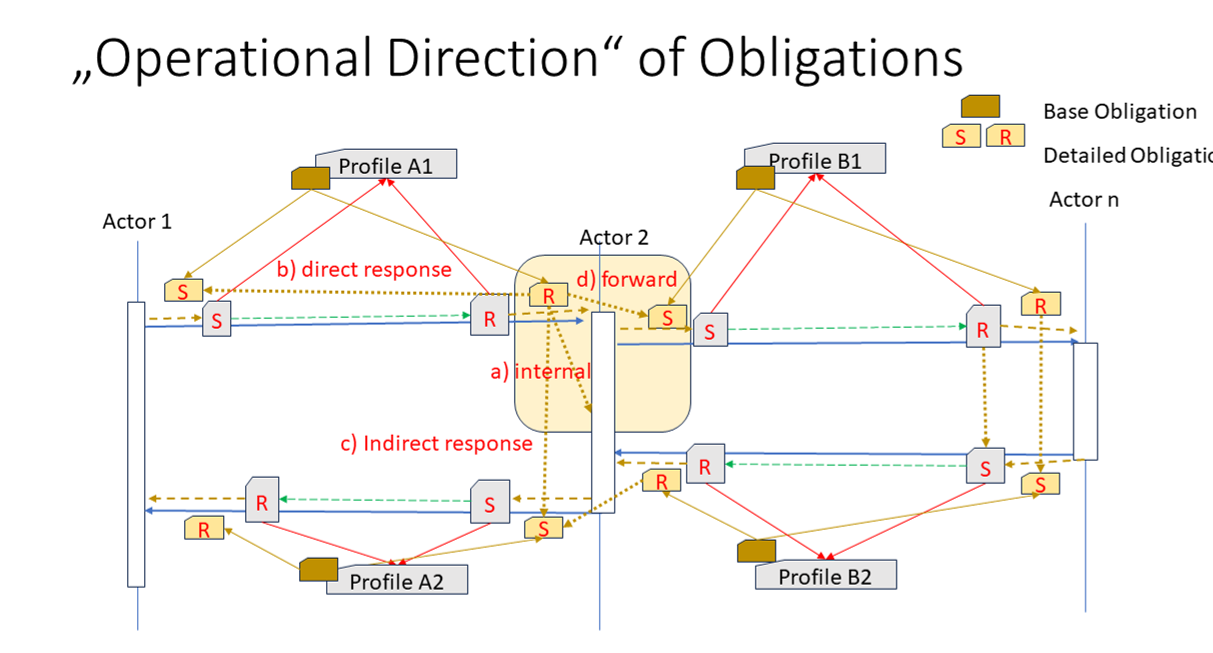 „Operational Direction“ of Obligations
Base Obligation
S R
Detailed Obligatic
Profile A1
Profile B1
Actor 1
Actor 2
Actor n
b) direct response
d) forward
S
R
S
R
S
R
S
R
a) internal
c) Indirect response
R
S
R
S
R
S
R
S
Profile A2
Profile B2